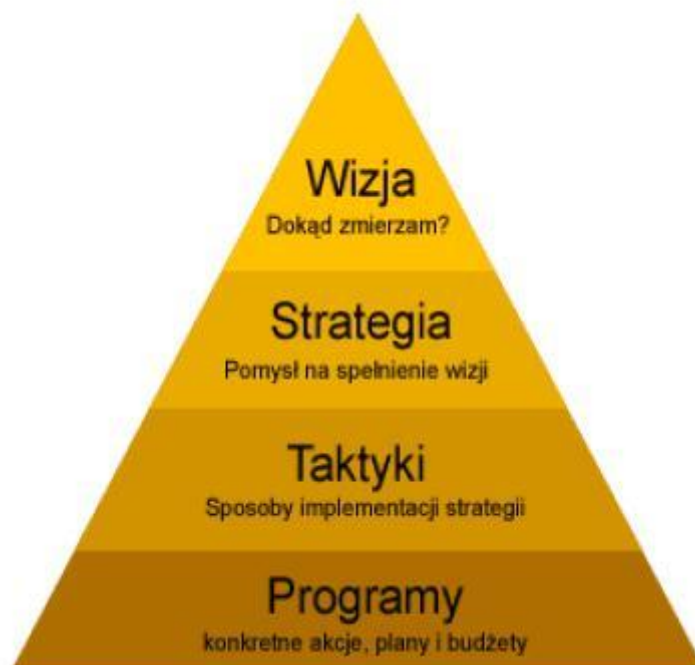 Wizja
Dokąd zmierzam?
Strategia
Pomysł na spełnienie wizji
Taktyki
Sposoby implementacji strategii
Programy
konkretne akcje, plany i budżety